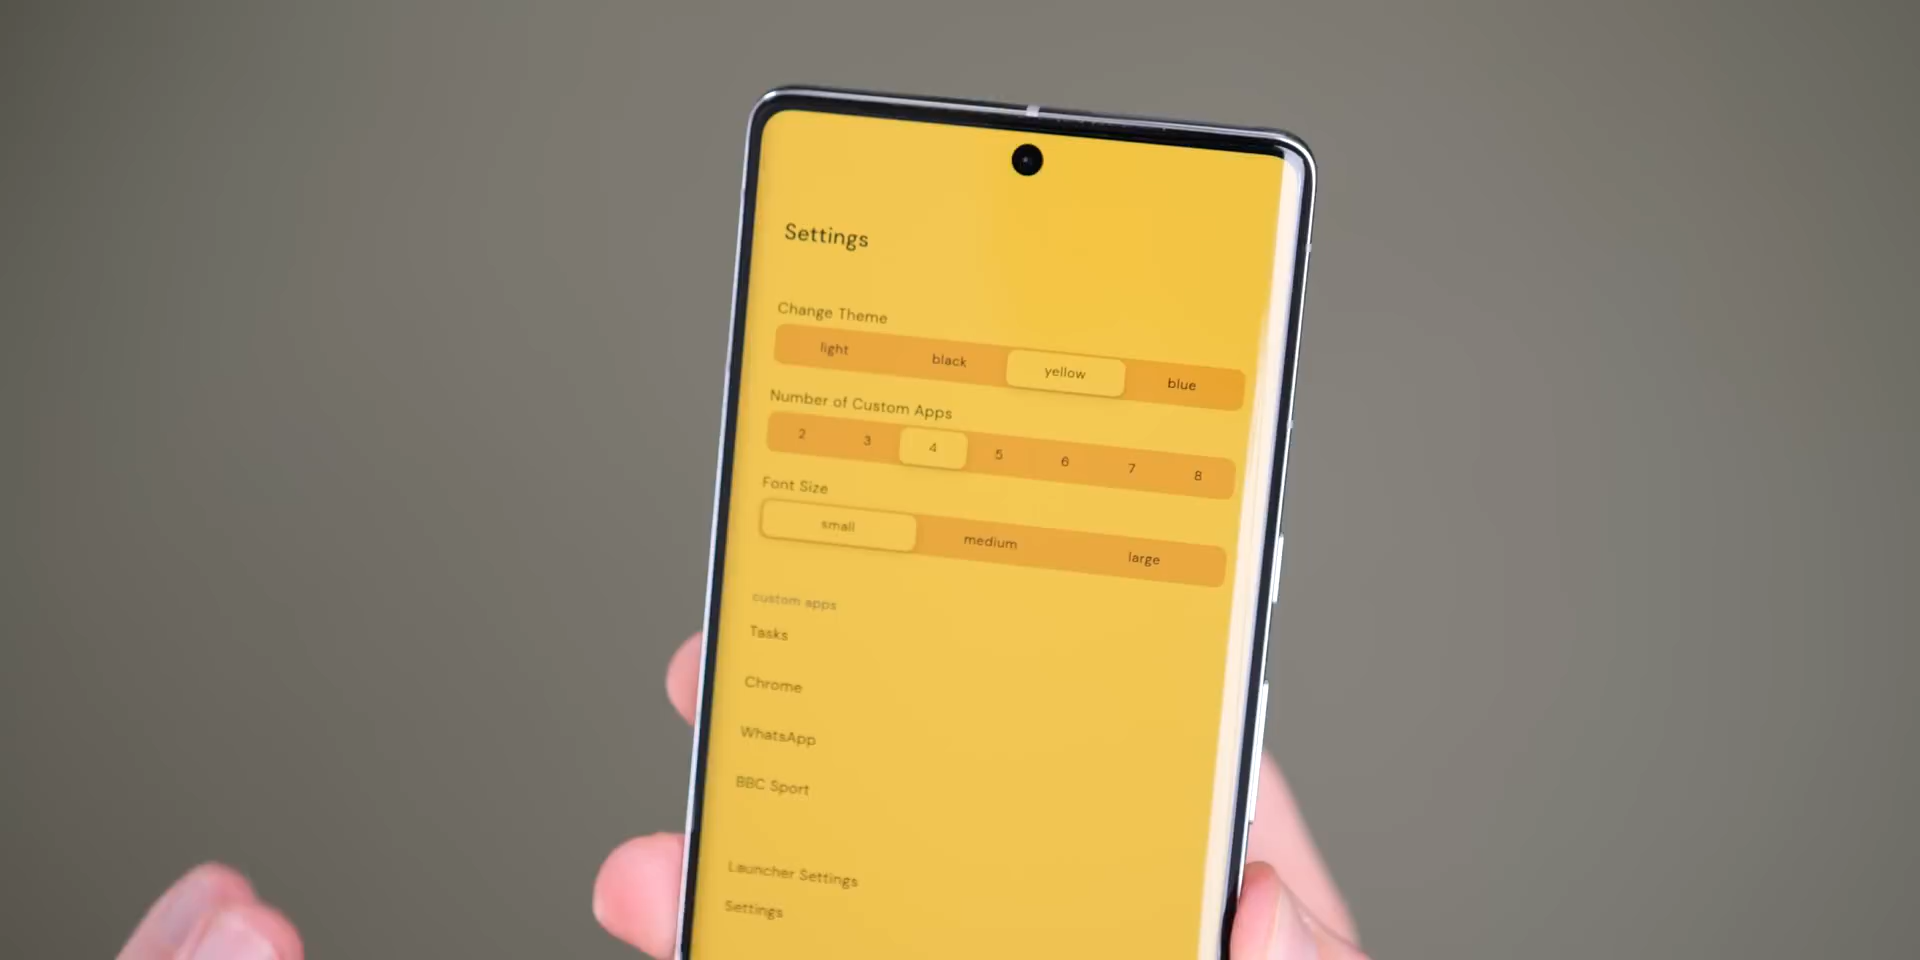 Settings
Change Theme
light black yellow blue
Number of Custom Apps
2 3 4 5 6 7 8
Font Size
small medium large
custom apps
Tasks
Chrome
WhatsApp
BBC Sport
Launcher Settings
Settings